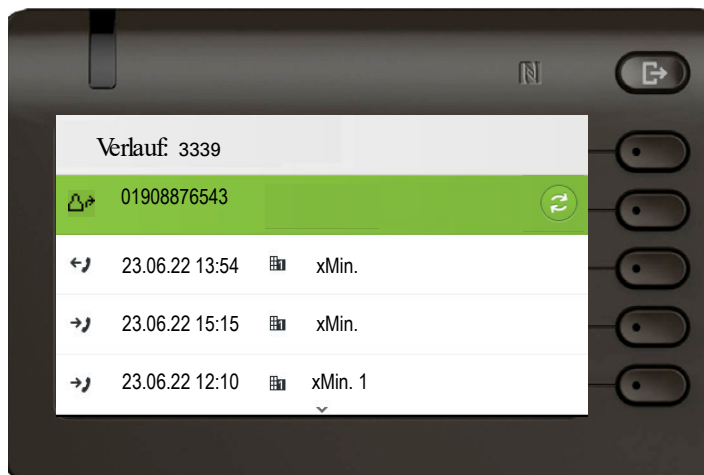 Verlauf: 3339
01908876543
23.06.22 13:54 xMin.
23.06.22 15:15 xMin.
23.06.22 12:10 xMin. 1